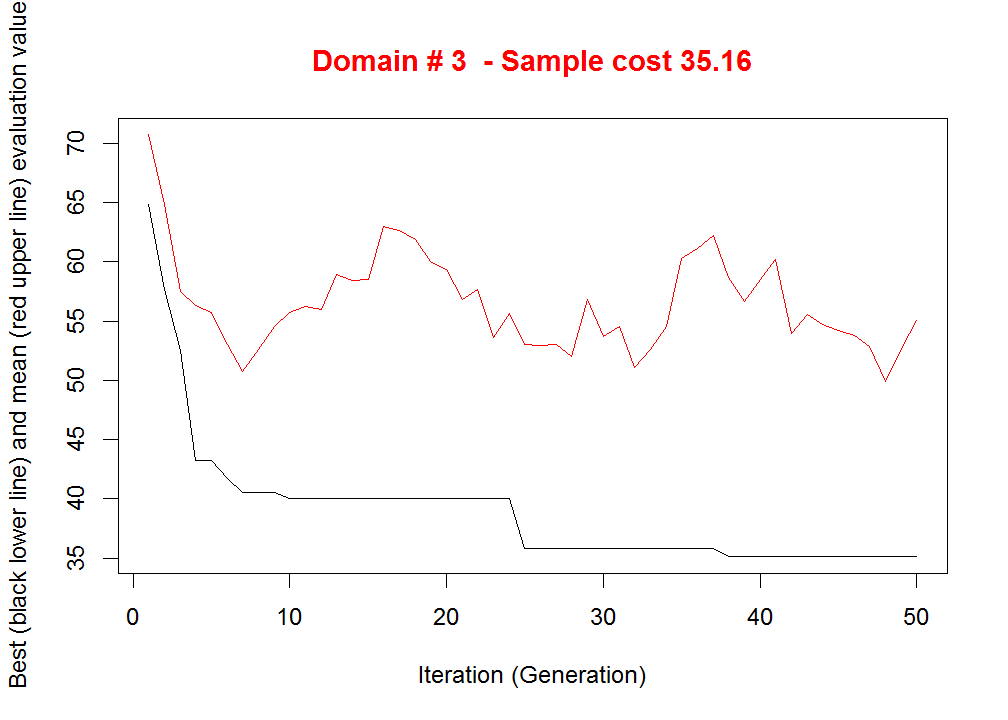 Domain # 3  - Sample cost 35.16
Best (black lower line) and mean (red upper line) evaluation value
70
65
60
55
50
45
40
35
0 10 20 30 40 50
Iteration (Generation)